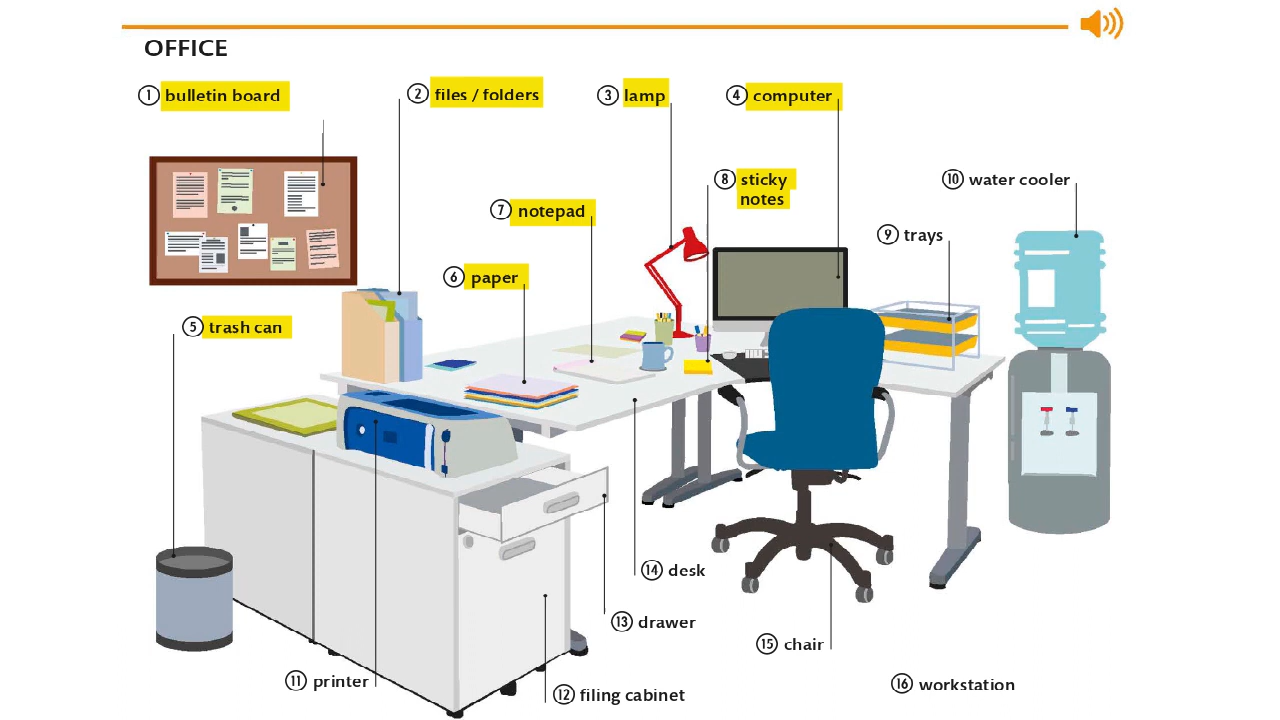 OFFICE
① bulletin board
② files / folders
③ lamp
④ computer
⑤ trash can
⑥ paper
⑦ notepad
⑧ sticky
notes
⑨ trays
⑩ water cooler
⑪ printer
⑫ filing cabinet
⑬ drawer
⑭ desk
⑮ chair
⑯ workstation